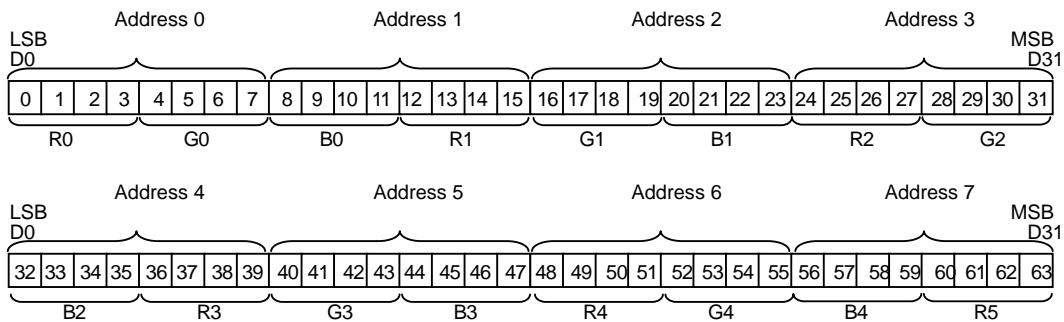 Address 0 Address 1 Address 2 Address 3
LSB MSB
D0 D31
0 1 2 3 4 5 6 7 8 9 10 11 12 13 14 15 16 17 18 19 20 21 22 23 24 25 26 27 28 29 30 31
R0 G0 B0 R1 G1 B1 R2 G2
Address 4 Address 5 Address 6 Address 7
LSB MSB
D0 D31
32 33 34 35 36 37 38 39 40 41 42 43 44 45 46 47 48 49 50 51 52 53 54 55 56 57 58 59 60 61 62 63
B2 R3 G3 B3 R4 G4 B4 R5